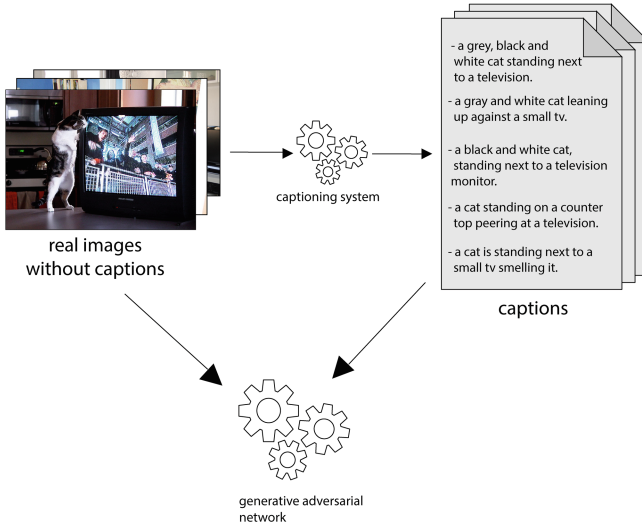 - a grey, black and
white cat standing next
to a television.
- a gray and white cat leaning
up against a small tv.
- a black and white cat,
standing next to a television
monitor.
- a cat standing on a counter
top peering at a television.
- a cat is standing next to a
small tv smelling it.
captioning system
real images
without captions
captions
generative adversarial
network